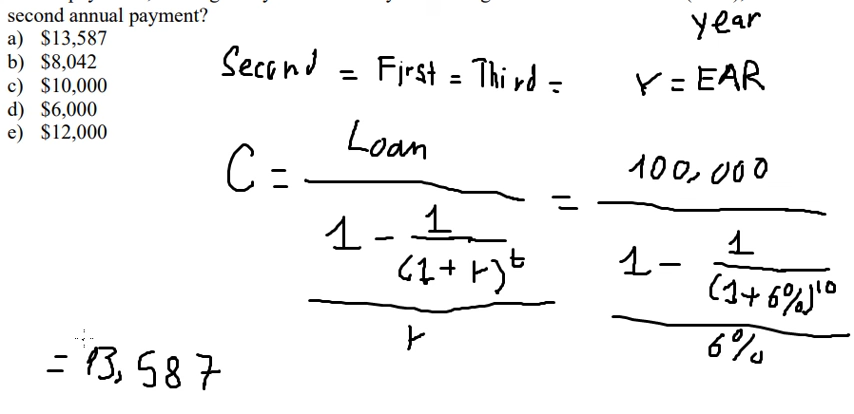 second annual payment?
a) $13,587
b) $8,042
c) $10,000
d) $6,000
e) $12,000
year
Second = First = Third =
r = EAR
C = Loan / (1 - 1 / (1 + r)^t) / r = 100,000 / (1 - 1 / (1 + 6%)^10) / 6%
= 13,587